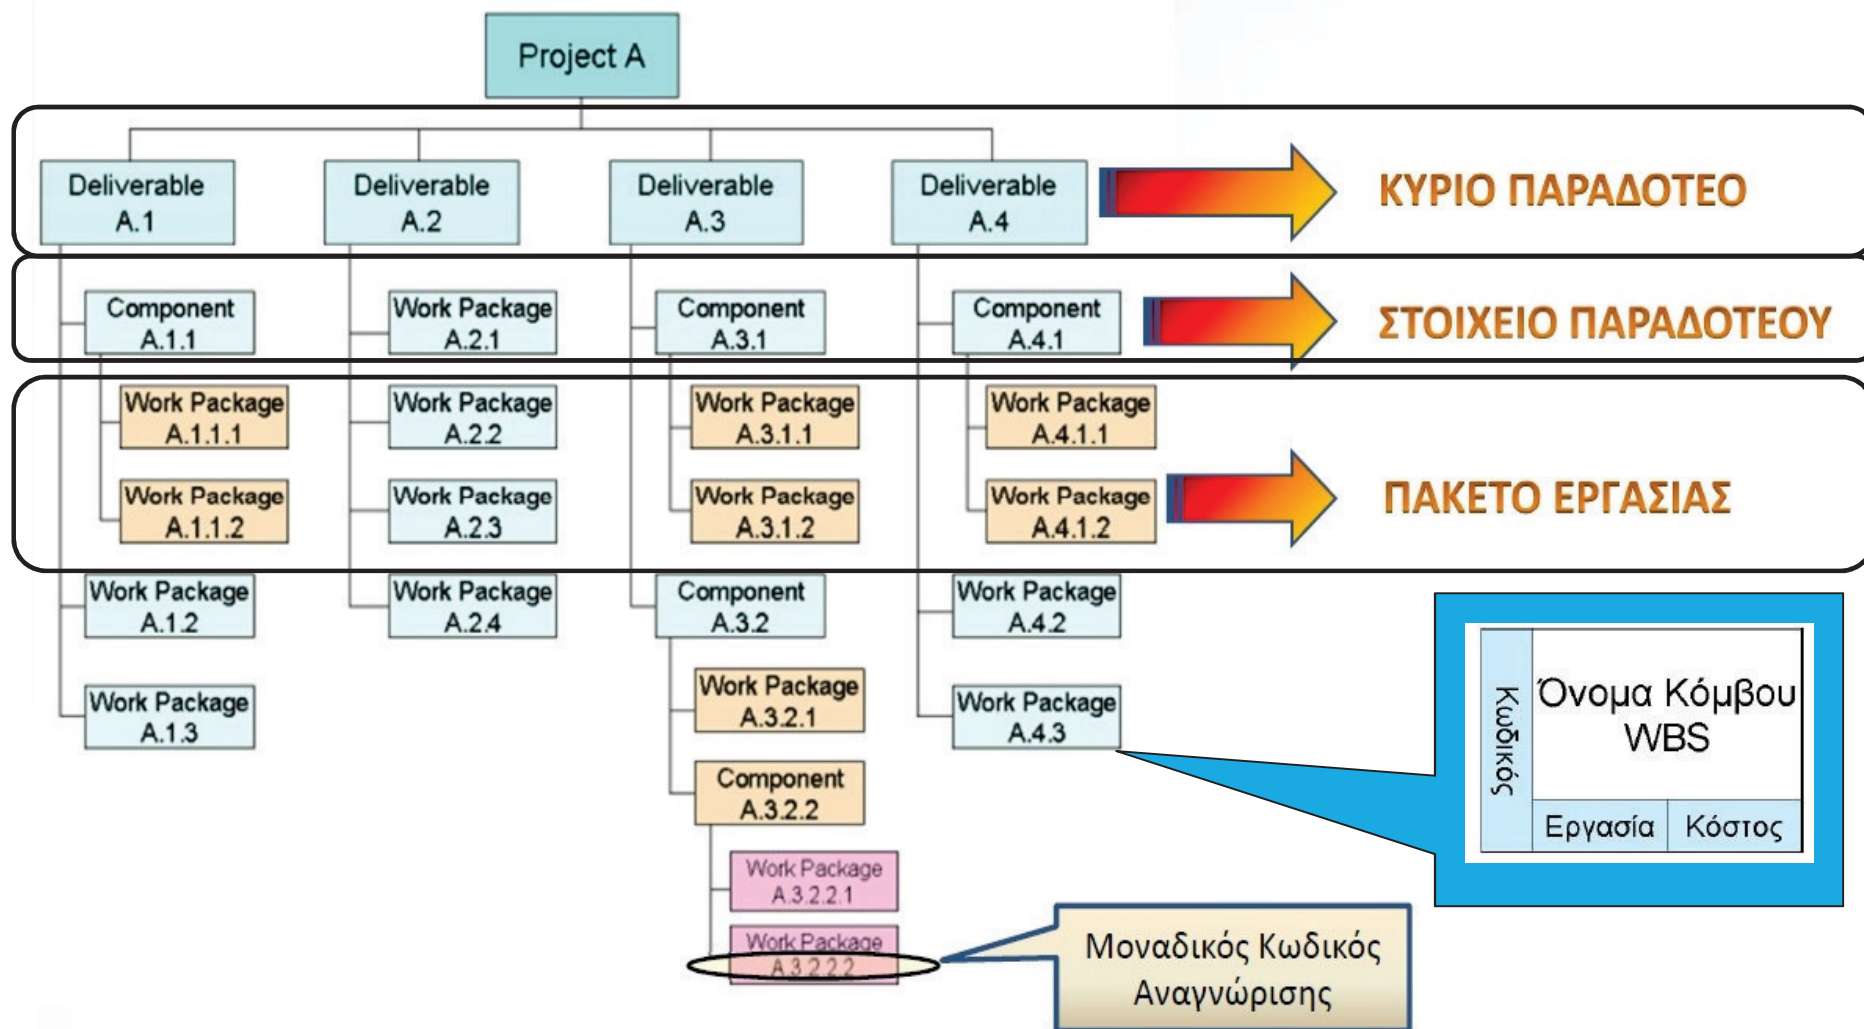 Project A
Deliverable
A.1
Deliverable
A.2
Deliverable
A.3
Deliverable
A.4
ΚΥΡΙΟ ΠΑΡΑΔΟΤΕΟ
Component
A.1.1
Work Package
A.2.1
Component
A.3.1
Component
A.4.1
ΣΤΟΙΧΕΙΟ ΠΑΡΑΔΟΤΕΟΥ
Work Package
A.1.1.1
Work Package
A.2.2
Work Package
A.3.1.1
Work Package
A.4.1.1
Work Package
A.1.1.2
Work Package
A.2.3
Work Package
A.3.1.2
Work Package
A.4.1.2
ΠΑΚΕΤΟ ΕΡΓΑΣΙΑΣ
Work Package
A.1.2
Work Package
A.2.4
Component
A.3.2
Work Package
A.4.2
Work Package
A.1.3
Work Package
A.3.2.1
Work Package
A.4.3
Component
A.3.2.2
Work Package
A.3.2.2.1
Work Package
A.3.2.2.2
Κωδικός
Όνομα Κόμβου
WBS
Εργασία
Κόστος
Μοναδικός Κωδικός
Αναγνώρισης